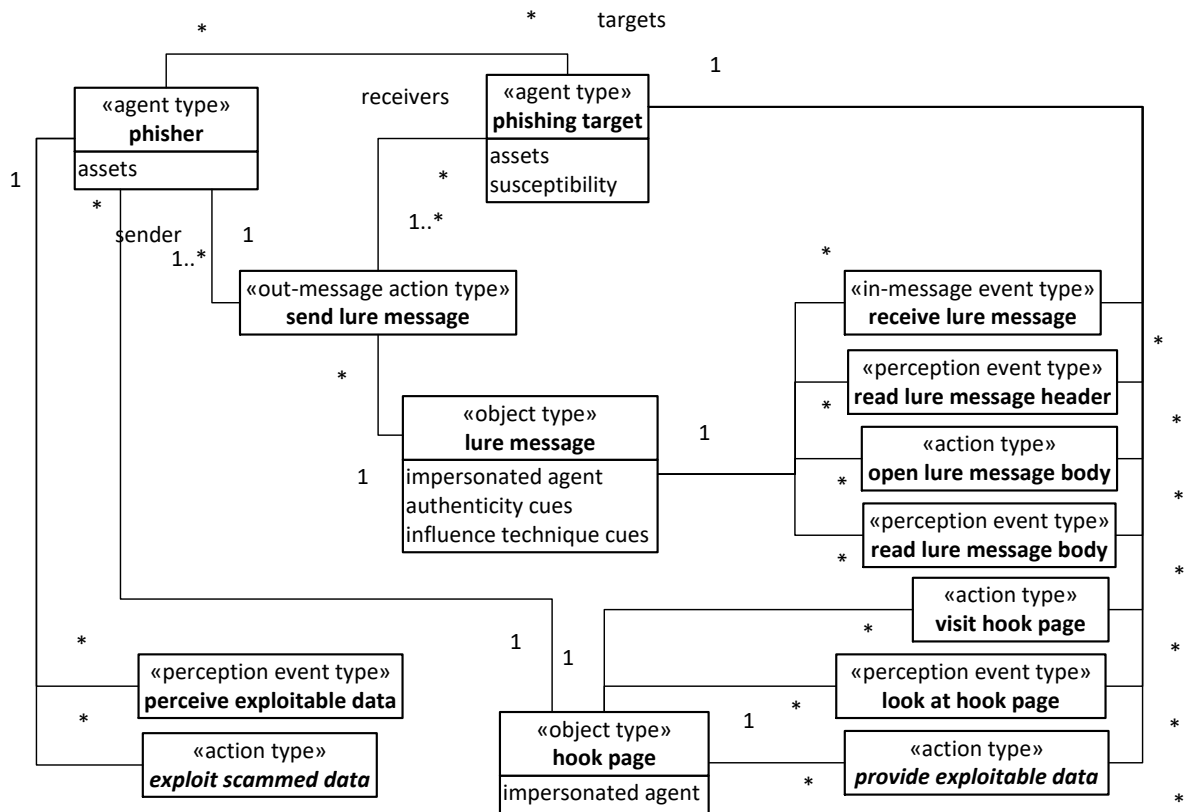 * * targets
1
«agent type»
phisher
assets
receivers
«agent type»
phishing target
assets
susceptibility
1
*
sender
1..*
1
*
1..*
«out-message action type»
send lure message
*
«in-message event type»
receive lure message
*
*
«perception event type»
read lure message header
*
*
«object type»
lure message
impersonated agent
authenticity cues
influence technique cues
1
1
«action type»
open lure message body
*
*
«perception event type»
read lure message body
*
*
«action type»
visit hook page
*
*
*
«perception event type»
perceive exploitable data
*
«action type»
exploit scammed data
1
1
«perception event type»
look at hook page
*
*
«object type»
hook page
impersonated agent
1
«action type»
provide exploitable data
*
*